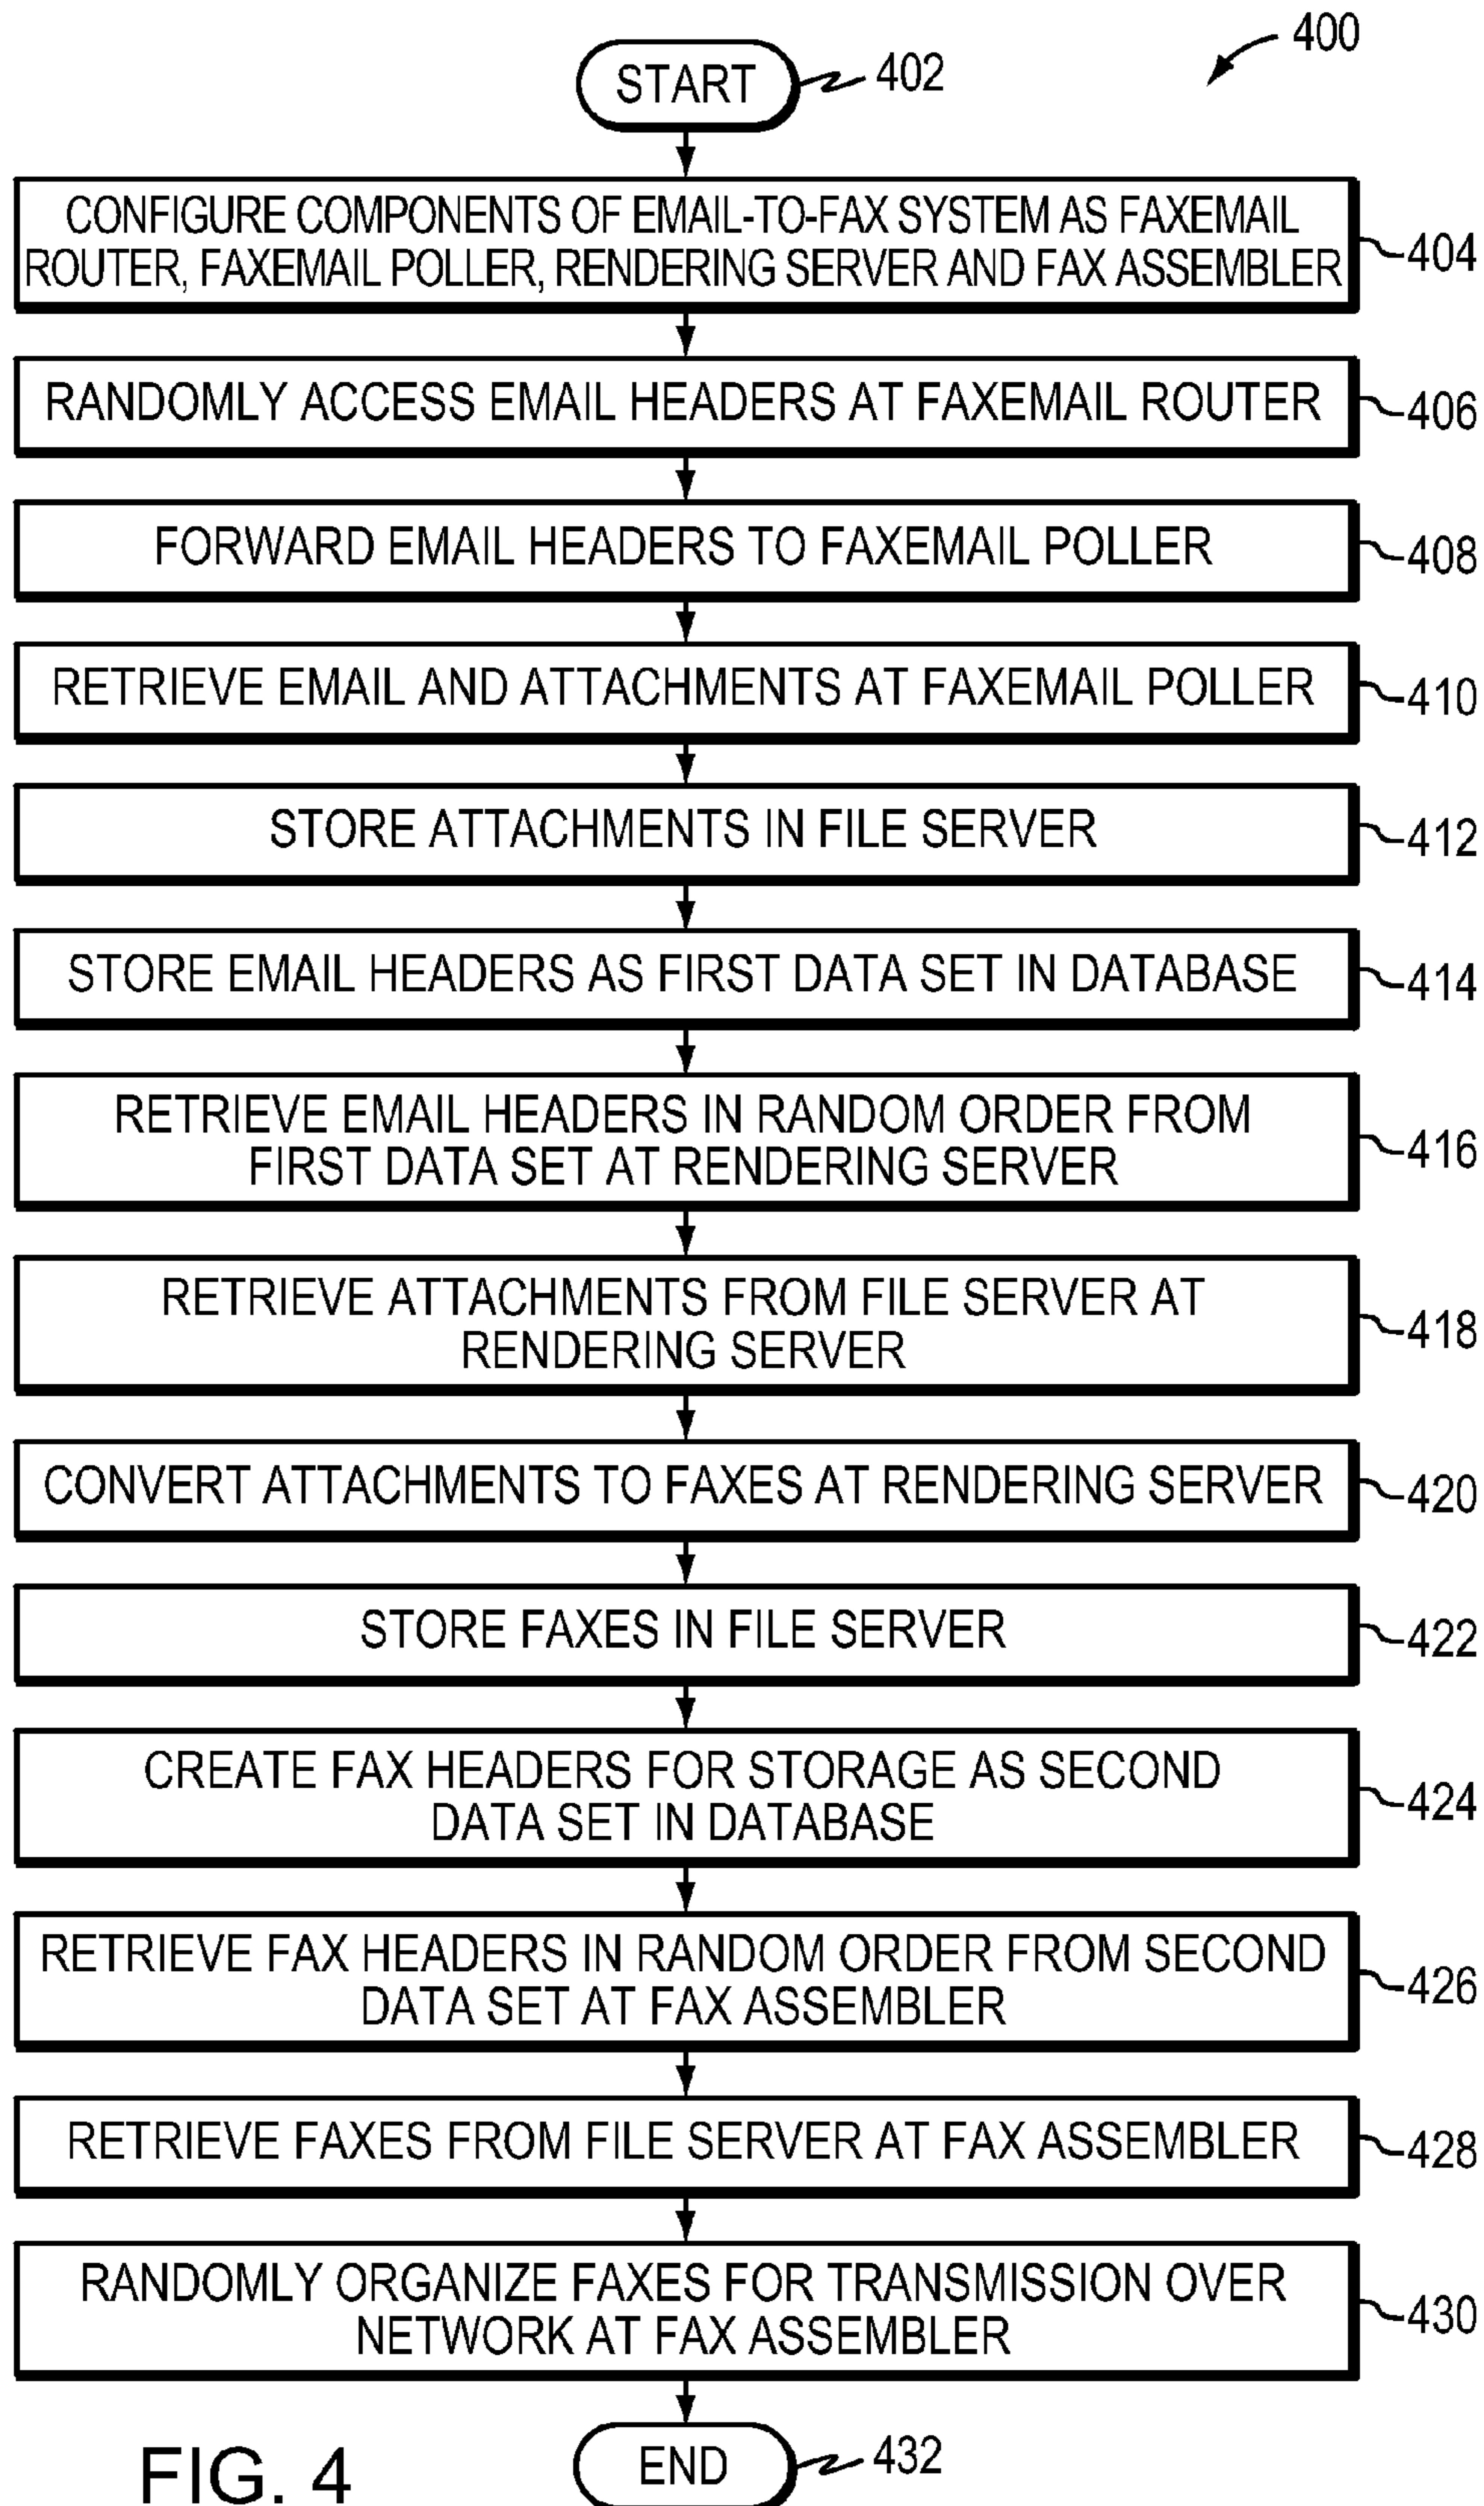 400
START
402
CONFIGURE COMPONENTS OF EMAIL-TO-FAX SYSTEM AS FAXEMAIL
ROUTER, FAXEMAIL POLLER, RENDERING SERVER AND FAX ASSEMBLER
404
RANDOMLY ACCESS EMAIL HEADERS AT FAXEMAIL ROUTER
406
FORWARD EMAIL HEADERS TO FAXEMAIL POLLER
408
RETRIEVE EMAIL AND ATTACHMENTS AT FAXEMAIL POLLER
410
STORE ATTACHMENTS IN FILE SERVER
412
STORE EMAIL HEADERS AS FIRST DATA SET IN DATABASE
414
RETRIEVE EMAIL HEADERS IN RANDOM ORDER FROM
FIRST DATA SET AT RENDERING SERVER
416
RETRIEVE ATTACHMENTS FROM FILE SERVER AT
RENDERING SERVER
418
CONVERT ATTACHMENTS TO FAXES AT RENDERING SERVER
420
STORE FAXES IN FILE SERVER
422
CREATE FAX HEADERS FOR STORAGE AS SECOND
DATA SET IN DATABASE
424
RETRIEVE FAX HEADERS IN RANDOM ORDER FROM SECOND
DATA SET AT FAX ASSEMBLER
426
RETRIEVE FAXES FROM FILE SERVER AT FAX ASSEMBLER
428
RANDOMLY ORGANIZE FAXES FOR TRANSMISSION OVER
NETWORK AT FAX ASSEMBLER
430
END
432
FIG. 4